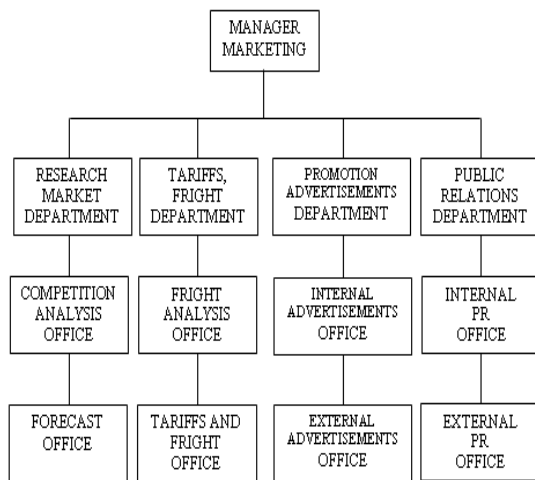 MANAGER
MARKETING
RESEARCH
MARKET
DEPARTMENT
TARIFFS,
FRIGHT
DEPARTMENT
PROMOTION
ADVERTISEMENTS
DEPARTMENT
PUBLIC
RELATIONS
DEPARTMENT
COMPETITION
ANALYSIS
OFFICE
FRIGHT
ANALYSIS
OFFICE
INTERNAL
ADVERTISEMENTS
OFFICE
INTERNAL
PR
OFFICE
FORECAST
OFFICE
TARIFFS AND
FRIGHT
OFFICE
EXTERNAL
ADVERTISEMENTS
OFFICE
EXTERNAL
PR
OFFICE